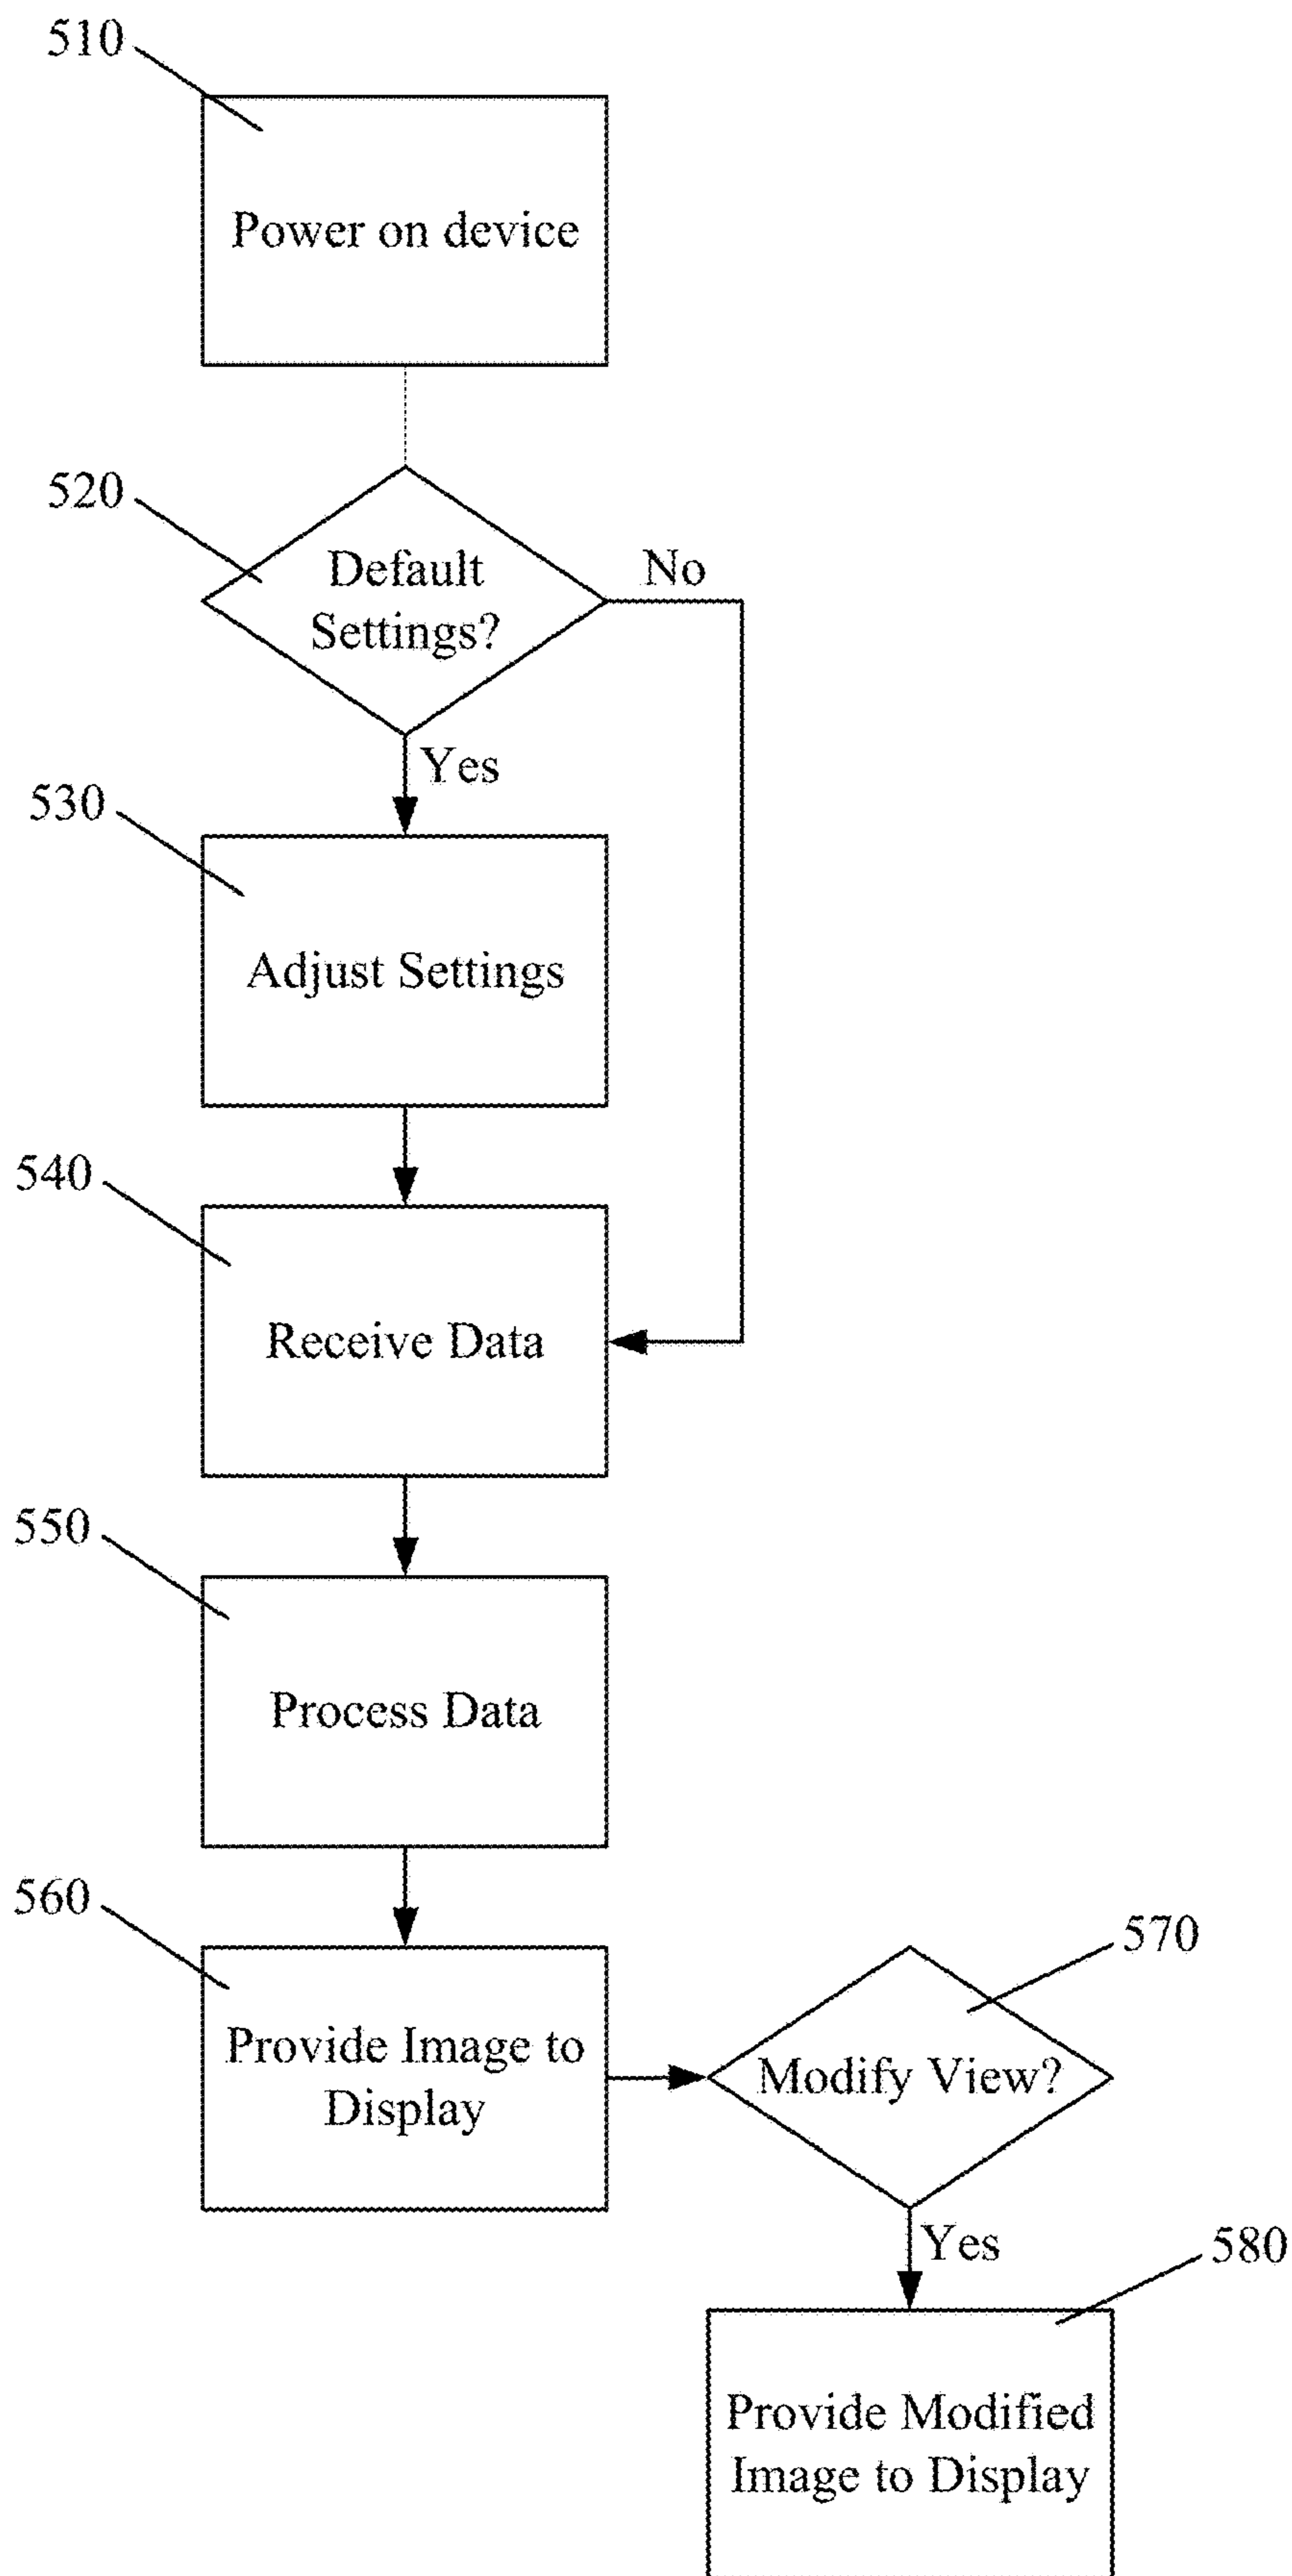 510
Power on device
520
Default
Settings?
No
Yes
530
Adjust Settings
540
Receive Data
550
Process Data
560
Provide Image to
Display
570
Modify View?
Yes
580
Provide Modified
Image to Display